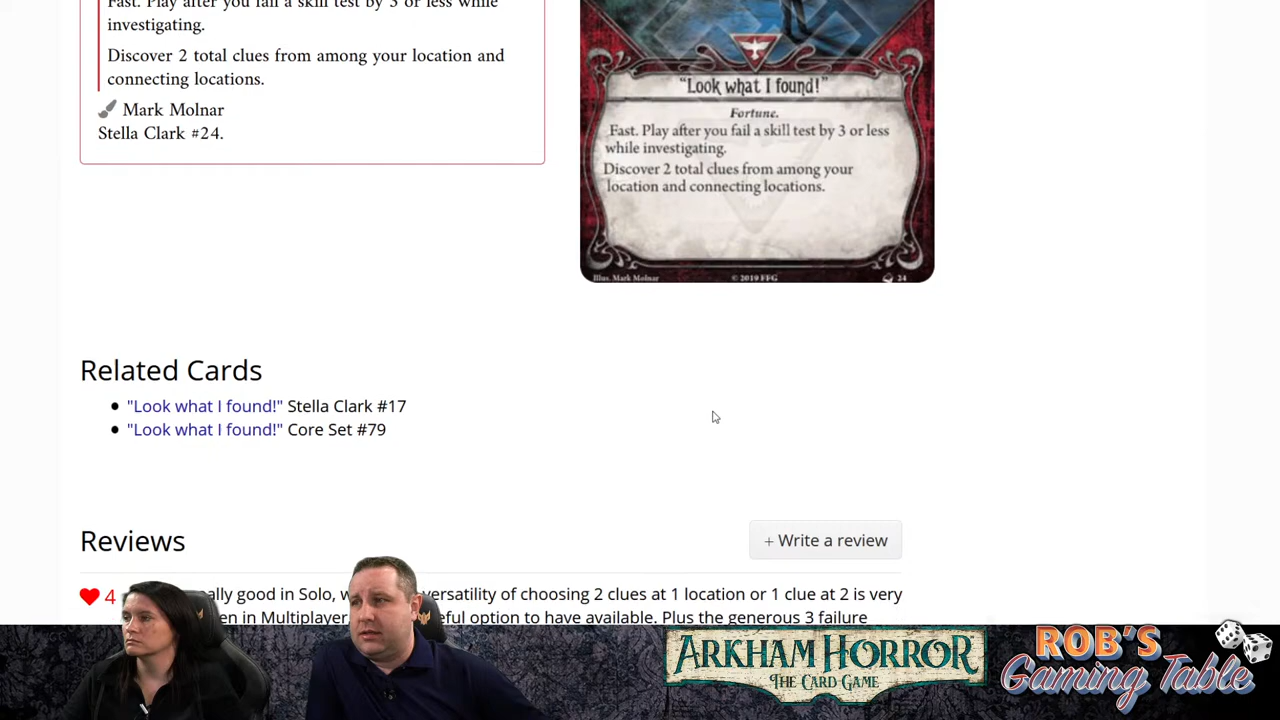 Fast. Play after you fail a skill test by 3 or less while
investigating.
Discover 2 total clues from among your location and
connecting locations.
Mark Molnar
Stella Clark #24.
"Look what I found!"
Fortune.
Fast. Play after you fail a skill test by 3 or less
while investigating.
Discover 2 total clues from among your
location and connecting locations.
Illus. Mark Molnar
© 2019 FFG
24
Related Cards
"Look what I found!" Stella Clark #17
"Look what I found!" Core Set #79
Reviews
+ Write a review
4
ally good in Solo, versatility of choosing 2 clues at 1 location or 1 clue at 2 is very
en in Multiplayer eful option to have available. Plus the generous 3 failure
ARKHAM HORROR
THE CARD GAME
ROB'S
Gaming Table